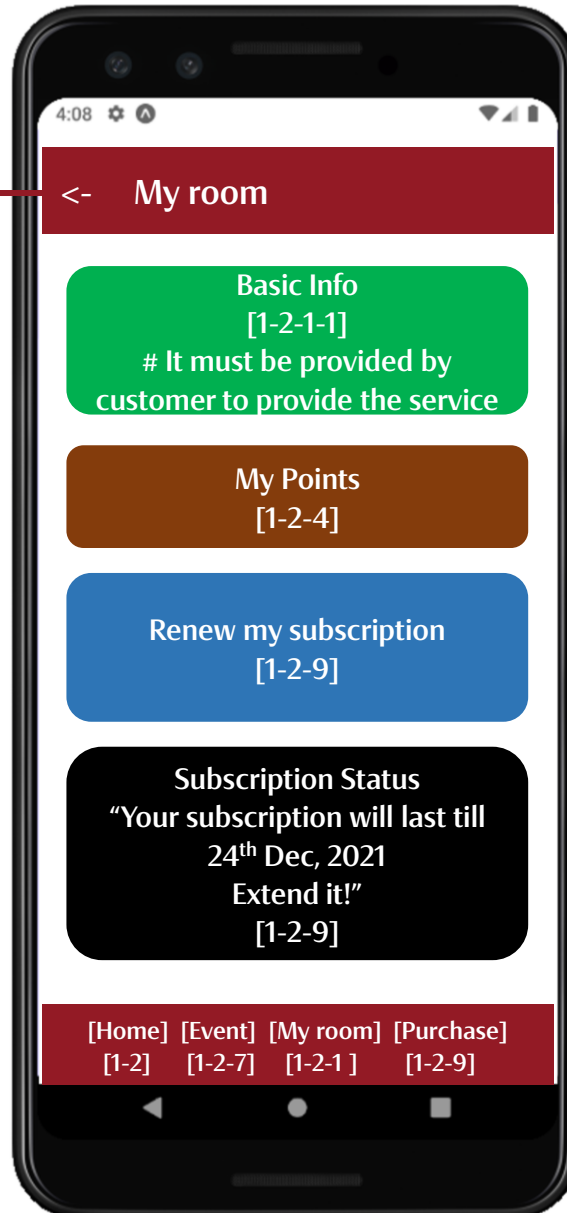 4:08
<- My room
Basic Info
[1-2-1-1]
# It must be provided by
customer to provide the service
My Points
[1-2-4]
Renew my subscription
[1-2-9]
Subscription Status
“Your subscription will last till
24th Dec, 2021
Extend it!”
[1-2-9]
[Home] [Event] [My room] [Purchase]
[1-2] [1-2-7] [1-2-1 ] [1-2-9]